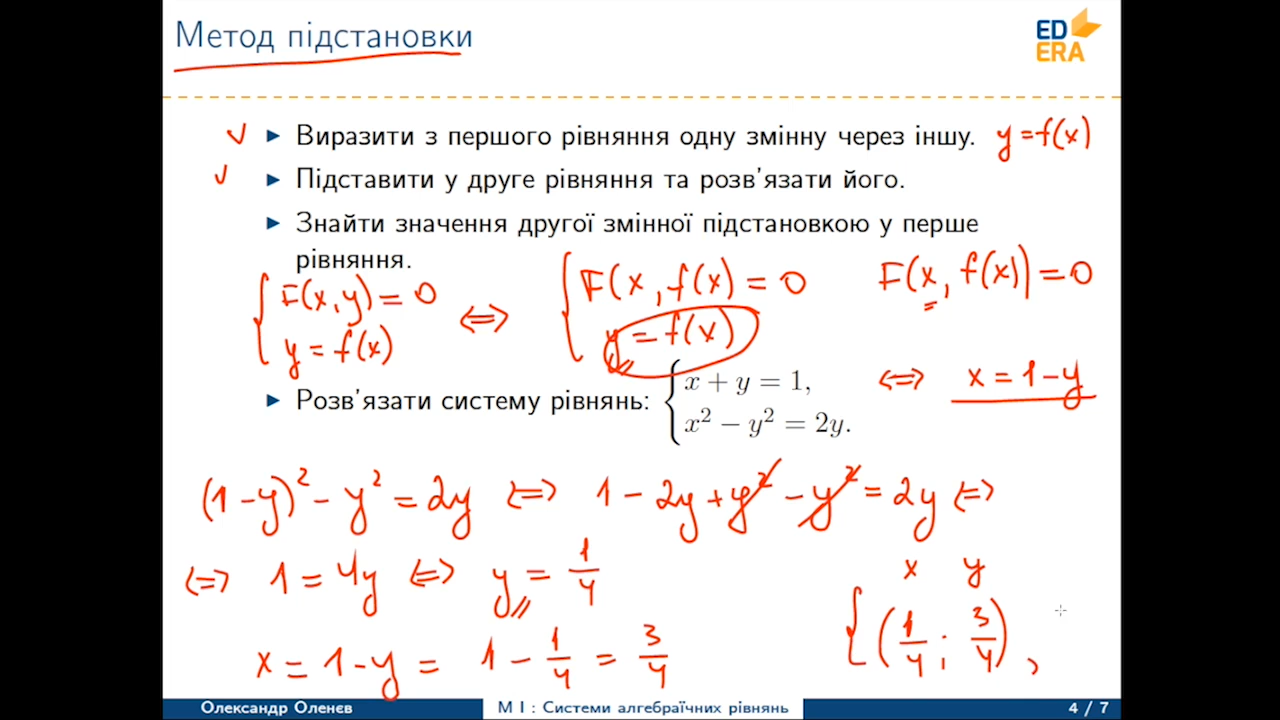 Метод підстановки
ED
ERA
Виразити з першого рівняння одну змінну через іншу. y = f(x)
Підставити у друге рівняння та розв'язати його.
Знайти значення другої змінної підстановкою у перше
рівняння.
{ F(x, y) = 0
y = f(x)
⟺
{ F(x, f(x)) = 0
y = f(x)
F(x, f(x)) = 0
Розв'язати систему рівнянь: { x + y = 1,
x² − y² = 2y.
⟺ x = 1 − y
(1 − y)² − y² = 2y ⟺ 1 − 2y + y² − y² = 2y ⟺
⟺ 1 = 4y ⟺ y = 1/4
x y
x = 1 − y = 1 − 1/4 = 3/4
{ (1/4; 3/4),
Олександр Оленєв
М I : Системи алгебраїчних рівнянь
4 / 7